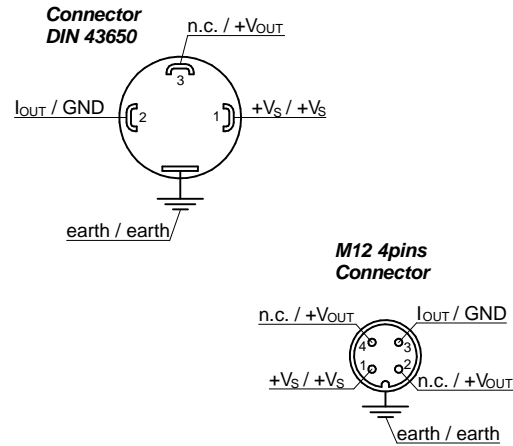 Connector
DIN 43650
n.c. / +VOUT
3
IOUT / GND
2
1
+VS / +VS
earth / earth
M12 4pins
Connector
n.c. / +VOUT
IOUT / GND
4
3
1
2
+VS / +VS
n.c. / +VOUT
earth / earth